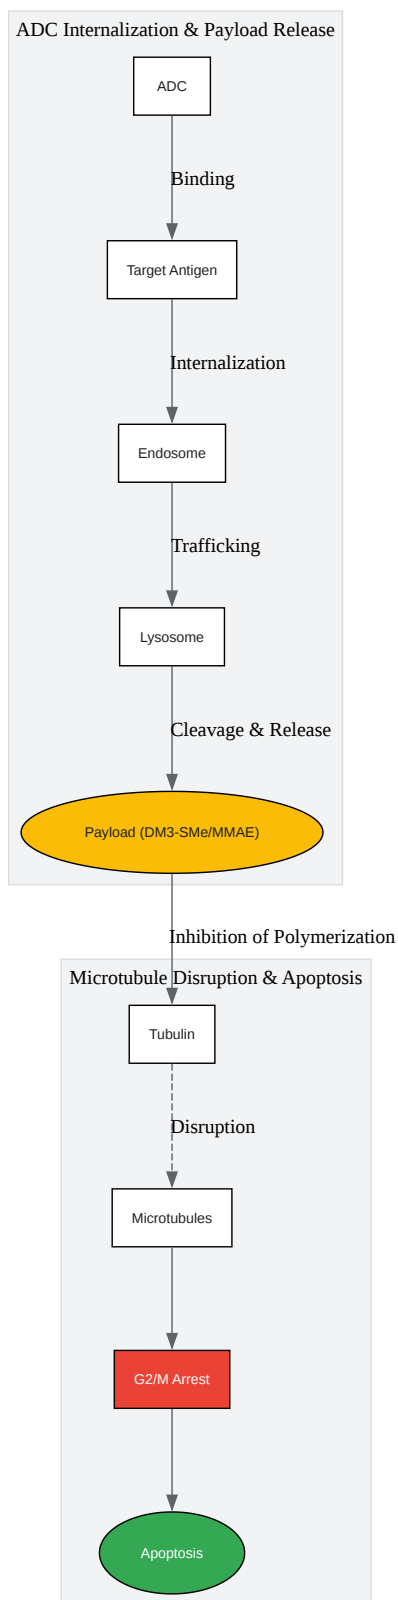 ADC Internalization & Payload Release
ADC
Binding
Target Antigen
Internalization
Endosome
Trafficking
Lysosome
Cleavage & Release
Payload (DM3-SMe/MMAE)
Inhibition of Polymerization
Microtubule Disruption & Apoptosis
Tubulin
Disruption
Microtubules
G2/M Arrest
Apoptosis